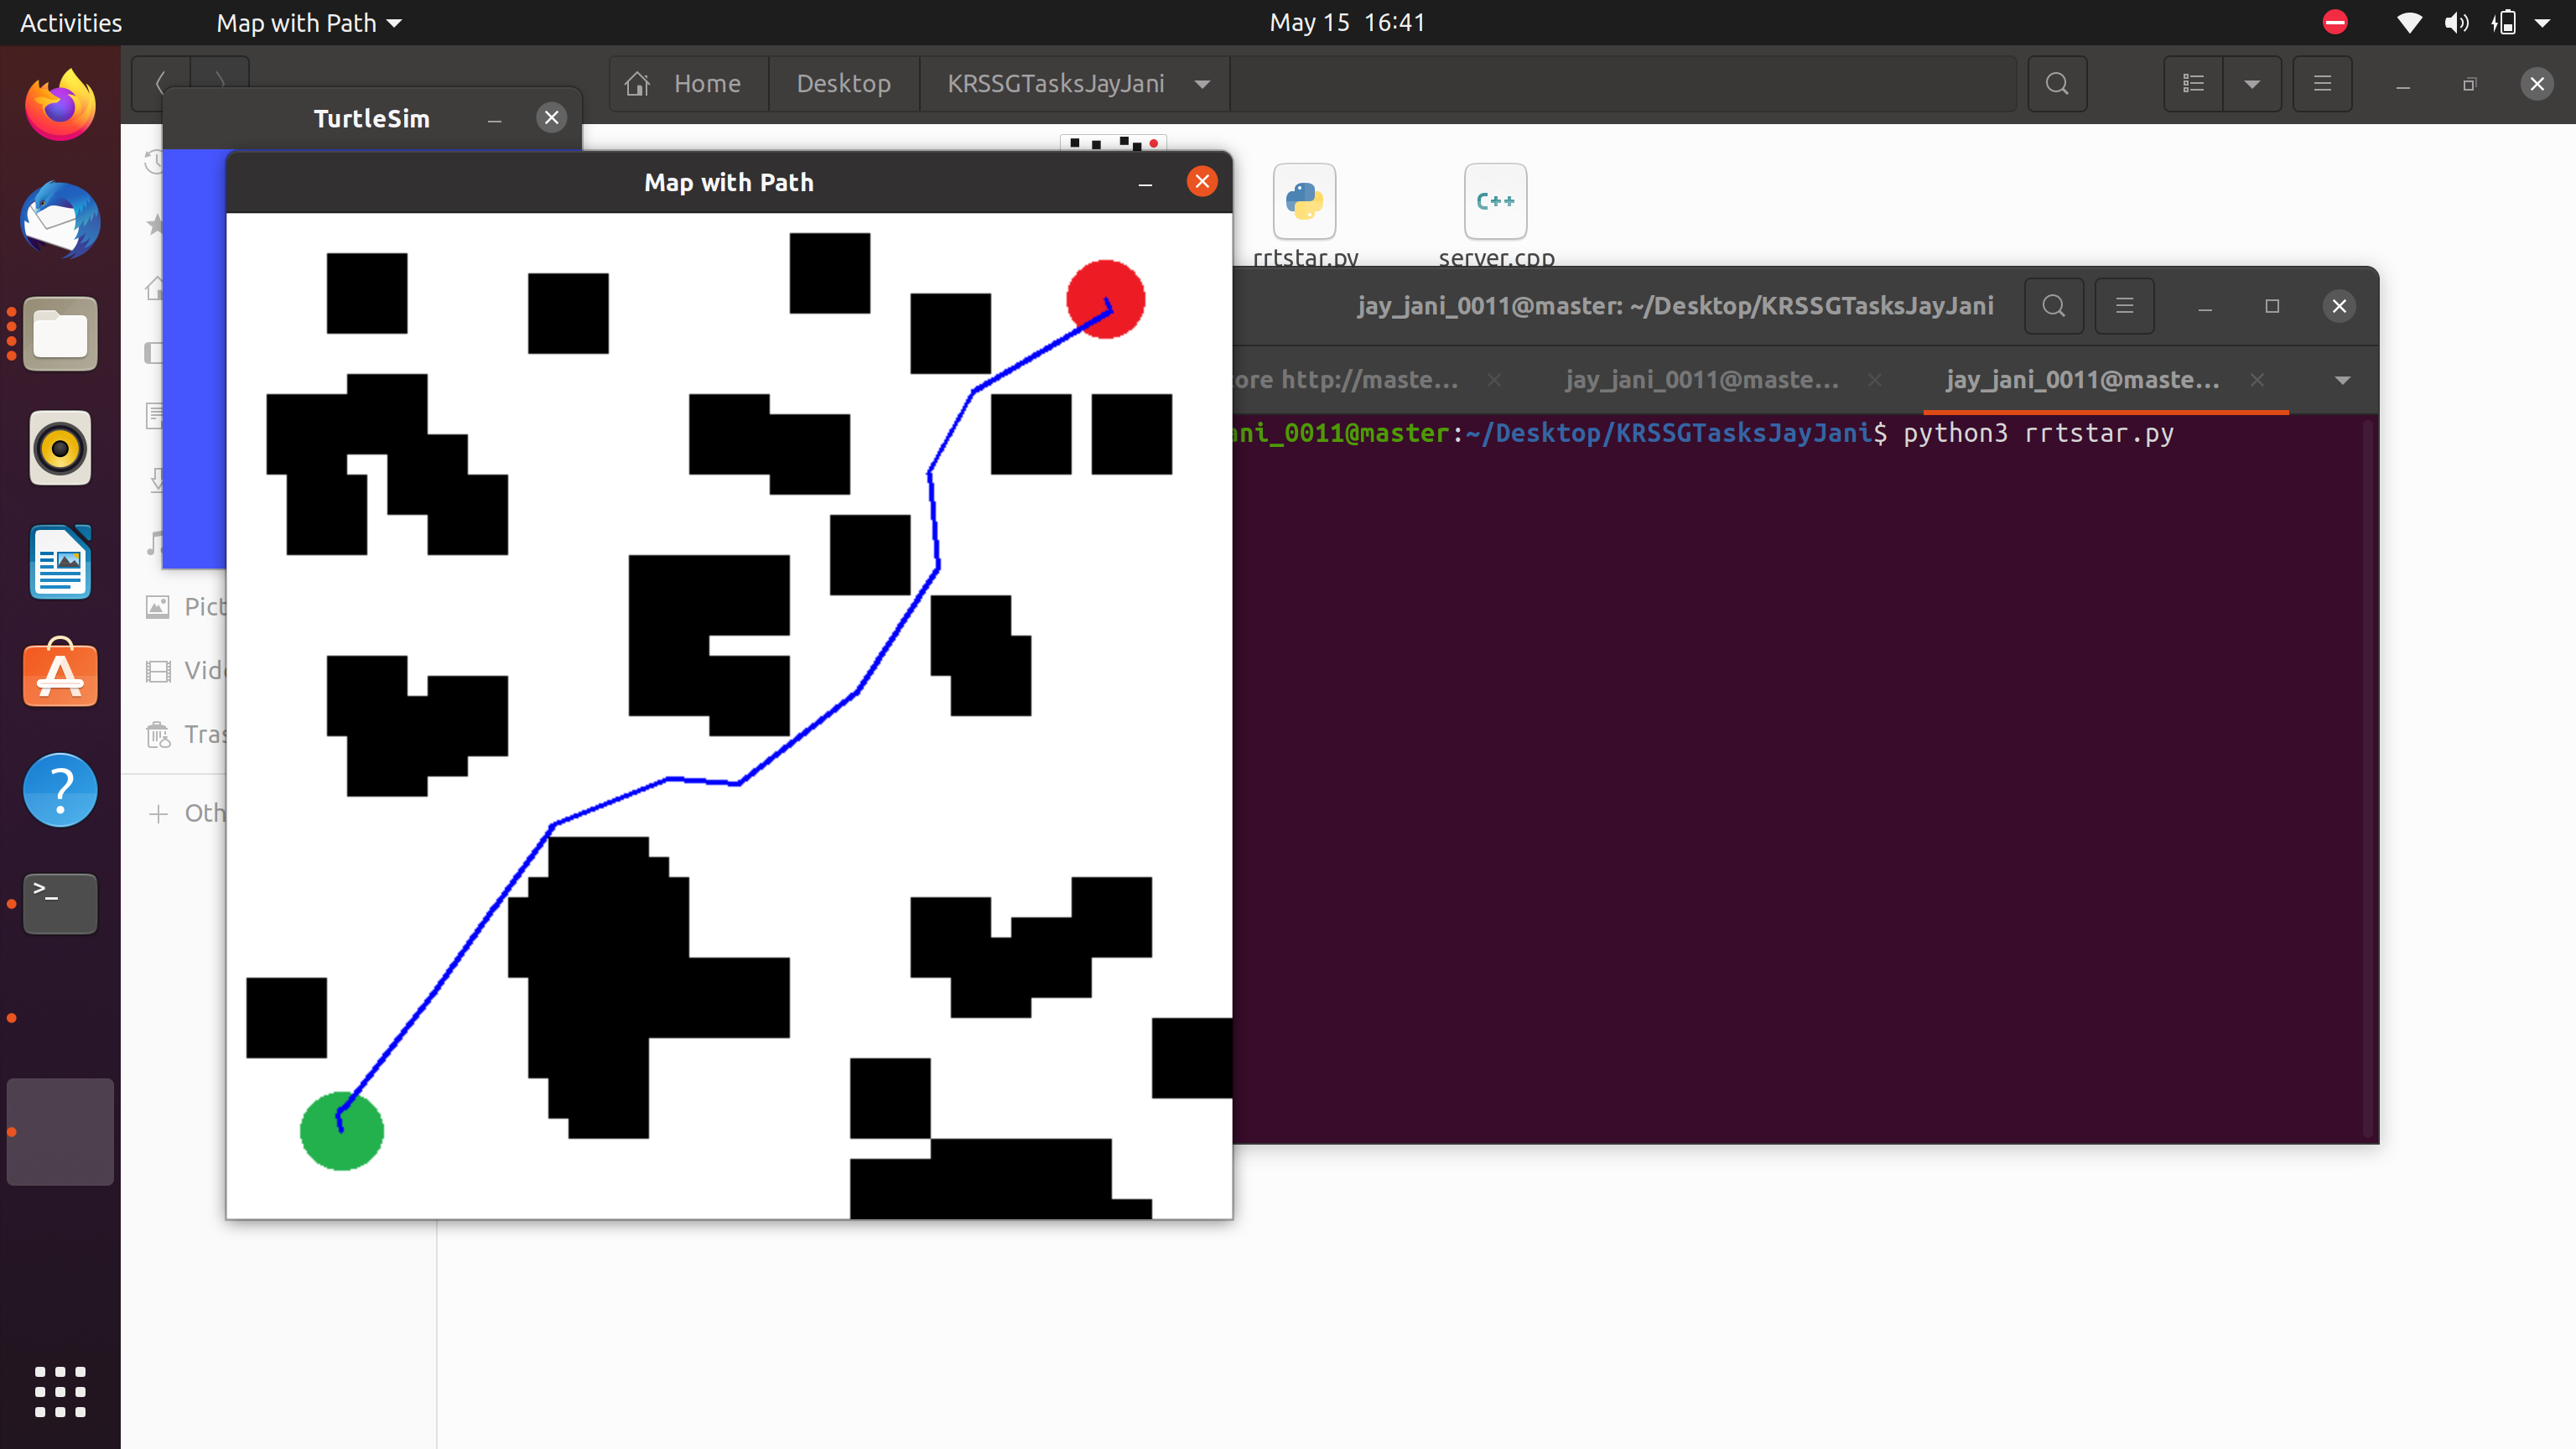 Activities
Map with Path
May 15 16:41
Home
Desktop
KRSSGTasksJayJani
TurtleSim
Map with Path
C++
rrtstar.py
server.cpp
jay_jani_0011@master: ~/Desktop/KRSSGTasksJayJani
ore http://maste...
jay_jani_0011@maste...
jay_jani_0011@maste...
ani_0011@master:~/Desktop/KRSSGTasksJayJani$ python3 rrtstar.py
Pict
Vid
Tras
Oth
?
>_